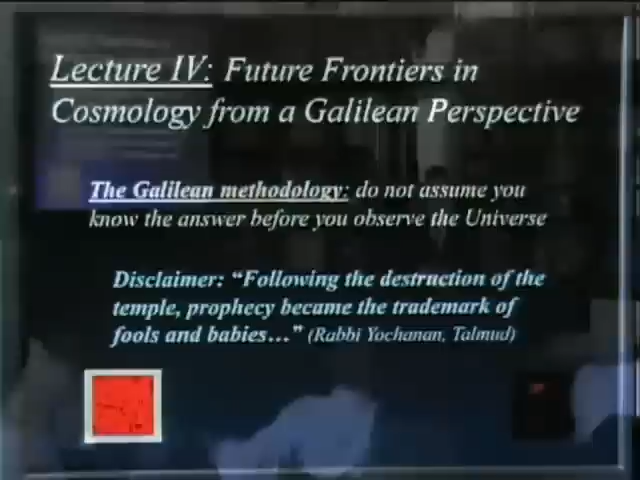 Lecture IV: Future Frontiers in
Cosmology from a Galilean Perspective
The Galilean methodology: do not assume you
know the answer before you observe the Universe
Disclaimer: “Following the destruction of the
temple, prophecy became the trademark of
fools and babies…” (Rabbi Yochanan, Talmud)